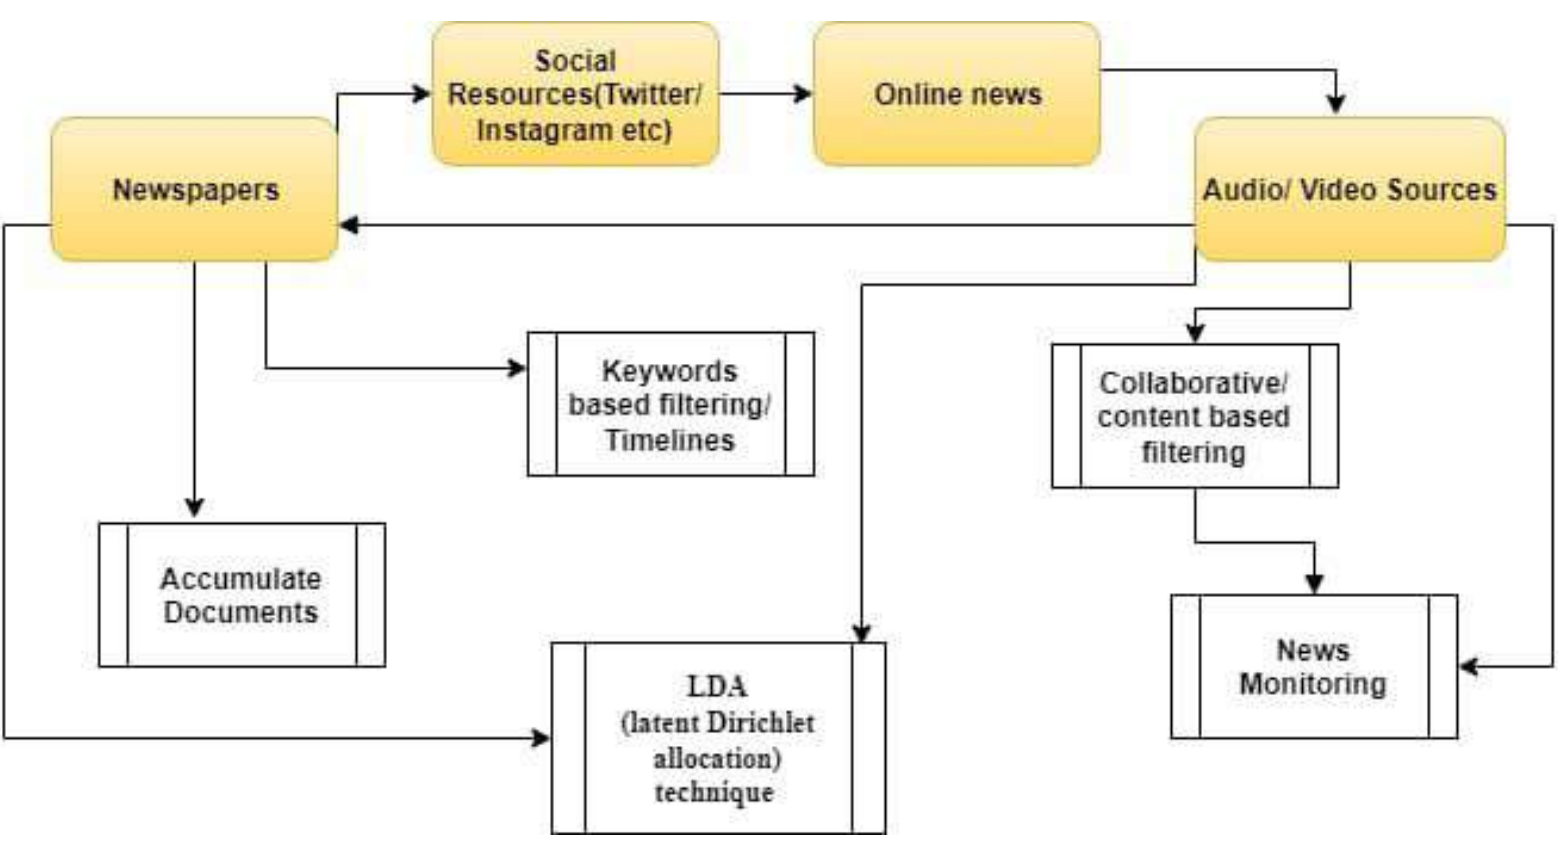 Social
Resources(Twitter/
Instagram etc)
Online news
Newspapers
Audio/ Video Sources
Keywords
based filtering/
Timelines
Collaborative/
content based
filtering
Accumulate
Documents
News
Monitoring
LDA
(latent Dirichlet
allocation)
technique